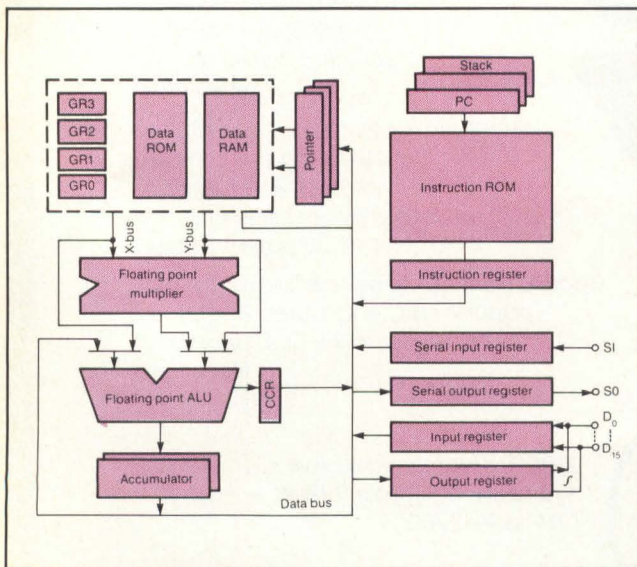 Stack
PC
GR3
GR2
GR1
GR0
Data
ROM
Data
RAM
Pointer
Instruction ROM
X-bus
Y-bus
Floating point
multiplier
Instruction register
Serial input register
SI
Floating point ALU
CCR
Serial output register
S0
Input register
D0
D15
Accumulator
Output register
Data bus